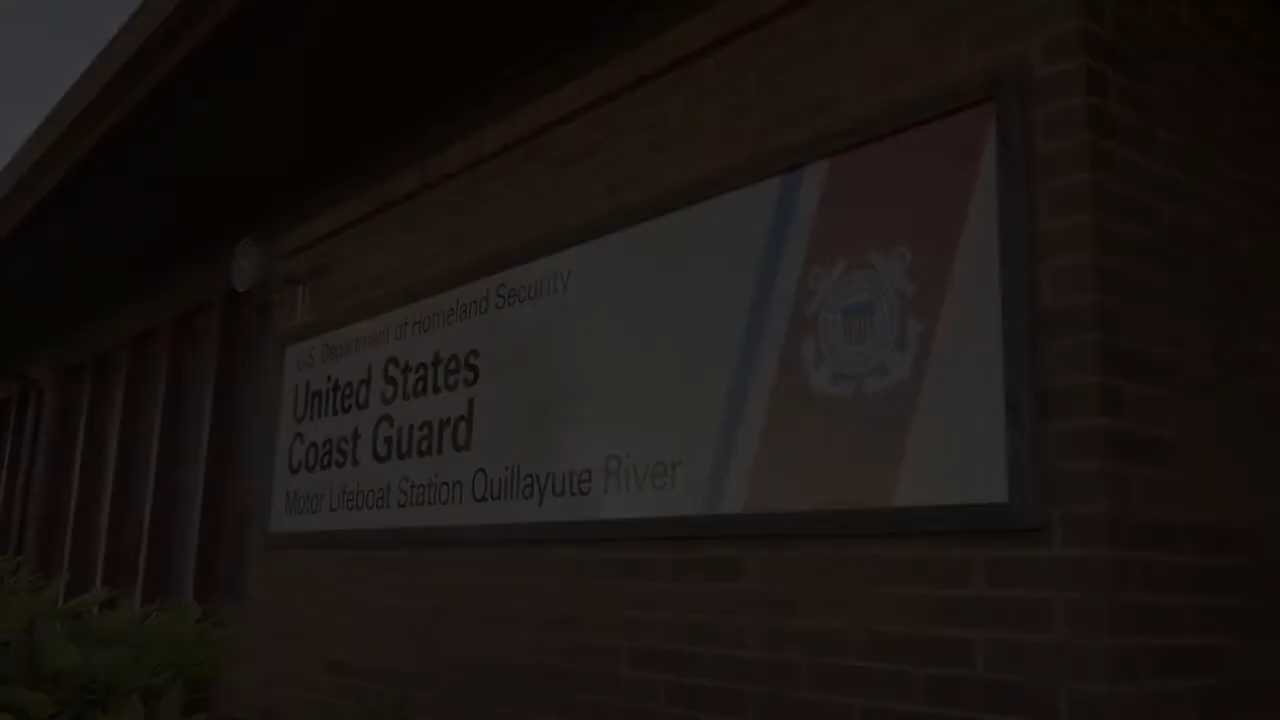 U.S. Department of Homeland Security
United States
Coast Guard
Motor Lifeboat Station Quillayute River